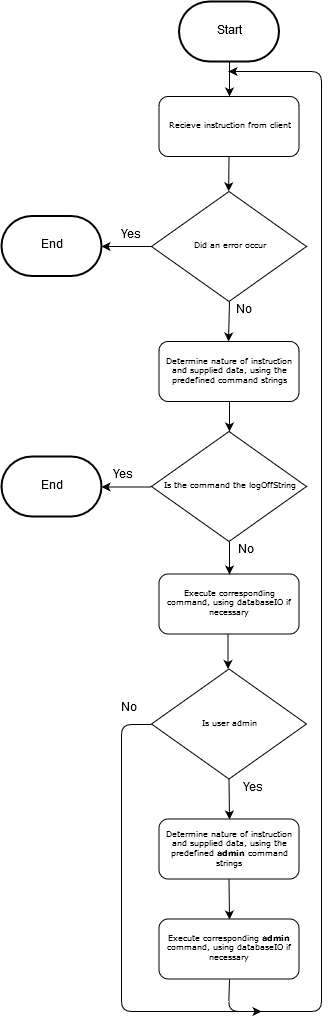 Start
Recieve instruction from client
Did an error occur
Yes
End
No
Determine nature of instruction
and supplied data, using the
predefined command strings
Is the command the logOffString
Yes
End
No
Execute corresponding
command, using databaseIO if
necessary
Is user admin
No
Yes
Determine nature of instruction
and supplied data, using the
predefined admin command
strings
Execute corresponding admin
command, using databaseIO if
necessary